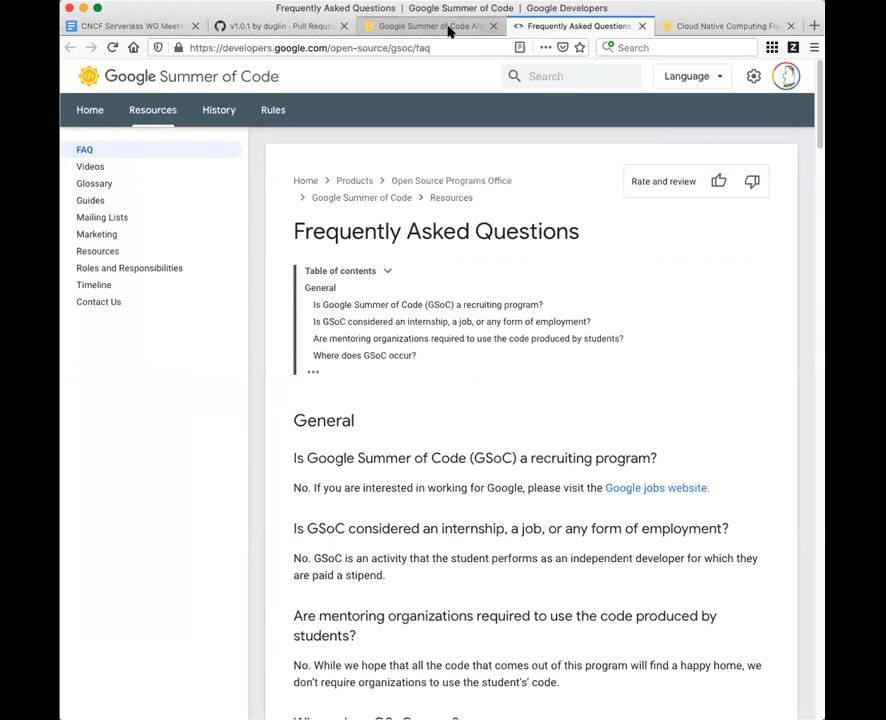 Frequently Asked Questions | Google Summer of Code | Google Developers
CNCF Serverless WG Meeti
v1.0.1 by duglin · Pull Reque
Google Summer of Code Arc
Frequently Asked Questions
Cloud Native Computing Fou
https://developers.google.com/open-source/gsoc/faq
Search
Google Summer of Code
Search
Language
Home
Resources
History
Rules
FAQ
Videos
Glossary
Guides
Mailing Lists
Marketing
Resources
Roles and Responsibilities
Timeline
Contact Us
Home > Products > Open Source Programs Office
> Google Summer of Code > Resources
Rate and review
Frequently Asked Questions
Table of contents
General
Is Google Summer of Code (GSoC) a recruiting program?
Is GSoC considered an internship, a job, or any form of employment?
Are mentoring organizations required to use the code produced by students?
Where does GSoC occur?
General
Is Google Summer of Code (GSoC) a recruiting program?
No. If you are interested in working for Google, please visit the Google jobs website.
Is GSoC considered an internship, a job, or any form of employment?
No. GSoC is an activity that the student performs as an independent developer for which they
are paid a stipend.
Are mentoring organizations required to use the code produced by
students?
No. While we hope that all the code that comes out of this program will find a happy home, we
don't require organizations to use the student's' code.